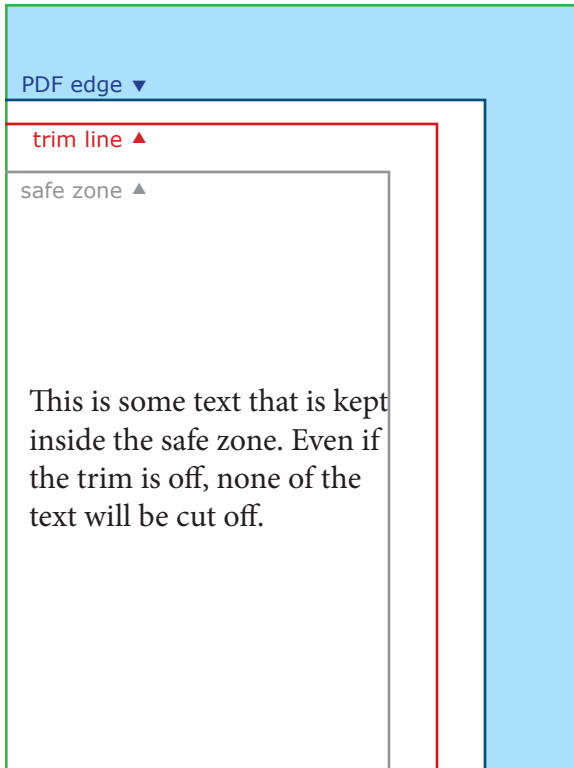 PDF edge ▼
trim line ▲
safe zone ▲
This is some text that is kept
inside the safe zone. Even if
the trim is off, none of the
text will be cut off.